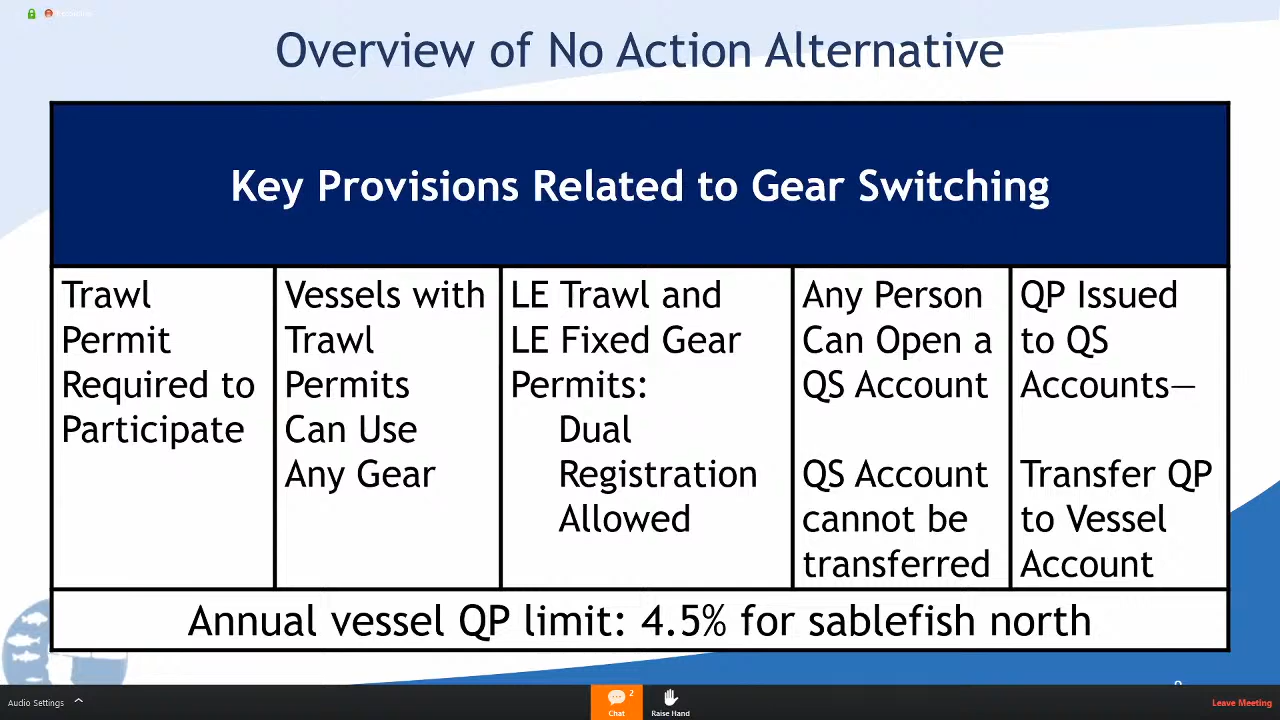 Overview of No Action Alternative
Key Provisions Related to Gear Switching
Trawl
Permit
Required to
Participate
Vessels with
Trawl
Permits
Can Use
Any Gear
LE Trawl and
LE Fixed Gear
Permits:
Dual
Registration
Allowed
Any Person
Can Open a
QS Account
QS Account
cannot be
transferred
QP Issued
to QS
Accounts—
Transfer QP
to Vessel
Account
Annual vessel QP limit: 4.5% for sablefish north
Audio Settings
2
Chat
Raise Hand
Leave Meeting